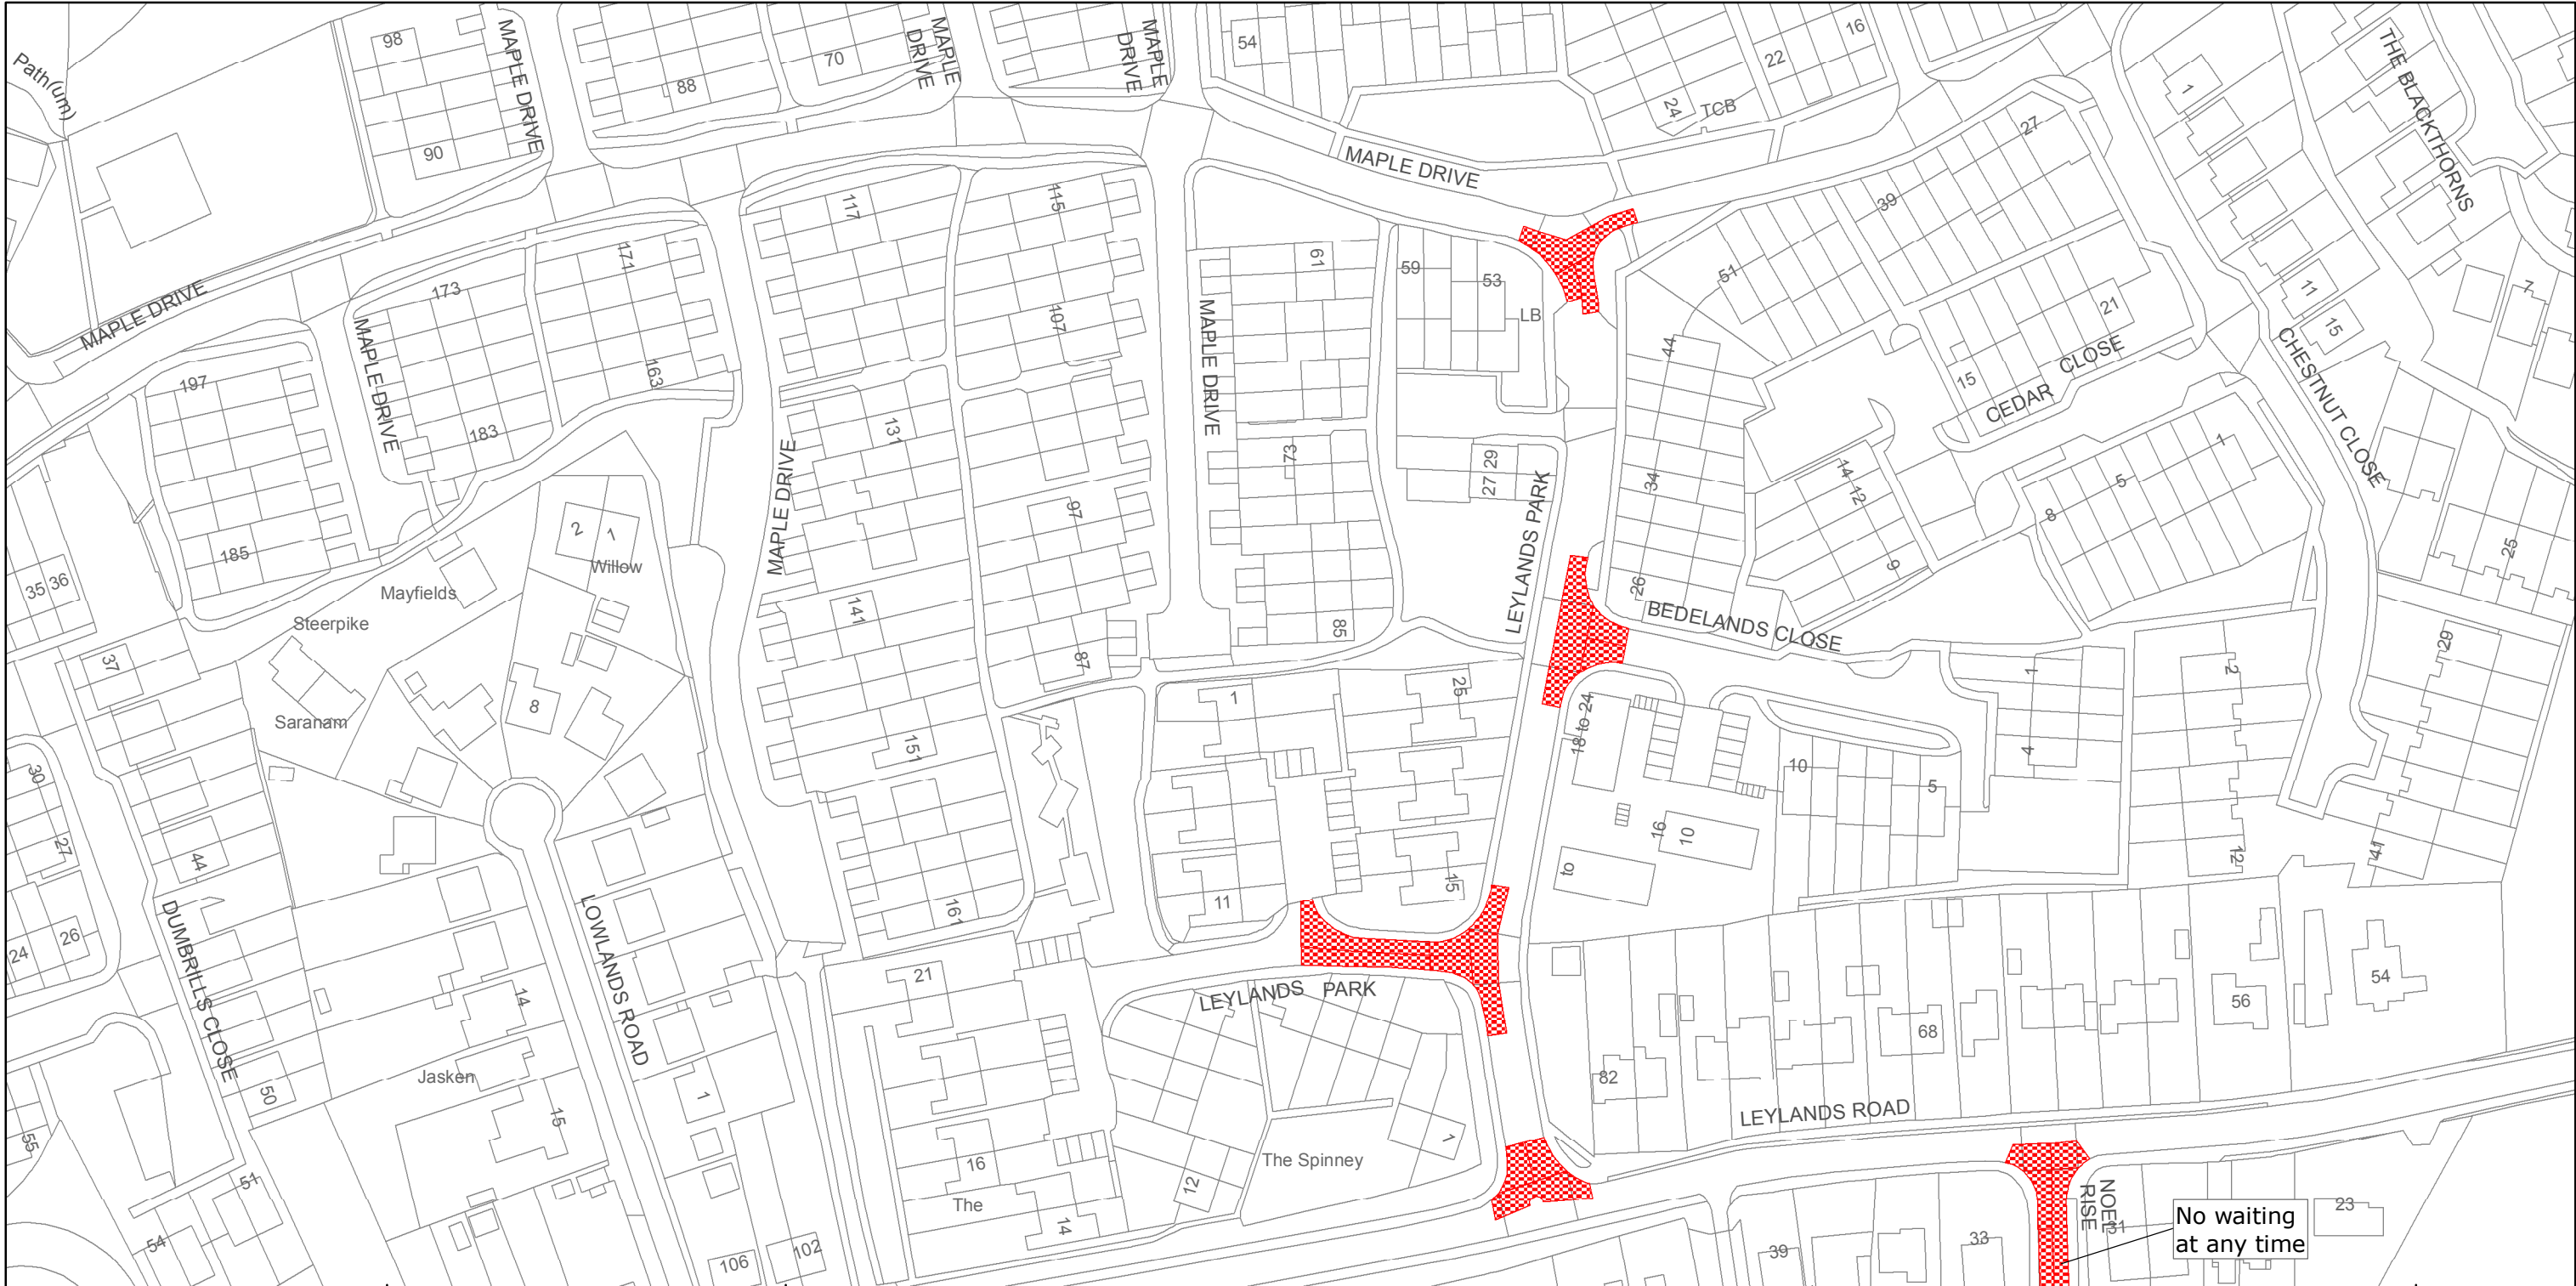 Path(um)
98
90
MAPLE DRIVE
88
70
MAPLE
DRIVE
MAPLE
DRIVE
54
24
TCB
22
16
1
THE BLACKTHORNS
MAPLE DRIVE
27
39
51
117
115
171
173
MAPLE DRIVE
61
59
53
LB
21
11
15
7
MAPLE DRIVE
163
107
MAPLE DRIVE
44
15
CEDAR CLOSE
CHESTNUT CLOSE
197
183
131
73
29
27
34
14
12
1
5
8
MAPLE DRIVE
LEYLANDS PARK
185
2
1
Willow
97
9
25
35
36
Mayfields
Steerpike
141
85
26
BEDELANDS CLOSE
37
87
1
2
29
8
Saranam
1
25
18 to 24
151
4
10
5
30
27
44
16
10
to
12
41
15
11
161
24
26
DUMBRILLS CLOSE
LOWLANDS ROAD
21
LEYLANDS PARK
14
54
56
68
Jasken
50
1
15
82
LEYLANDS ROAD
55
1
16
The Spinney
12
The
14
51
54
106
102
39
33
NOEL
RISE
31
No waiting
at any time
23